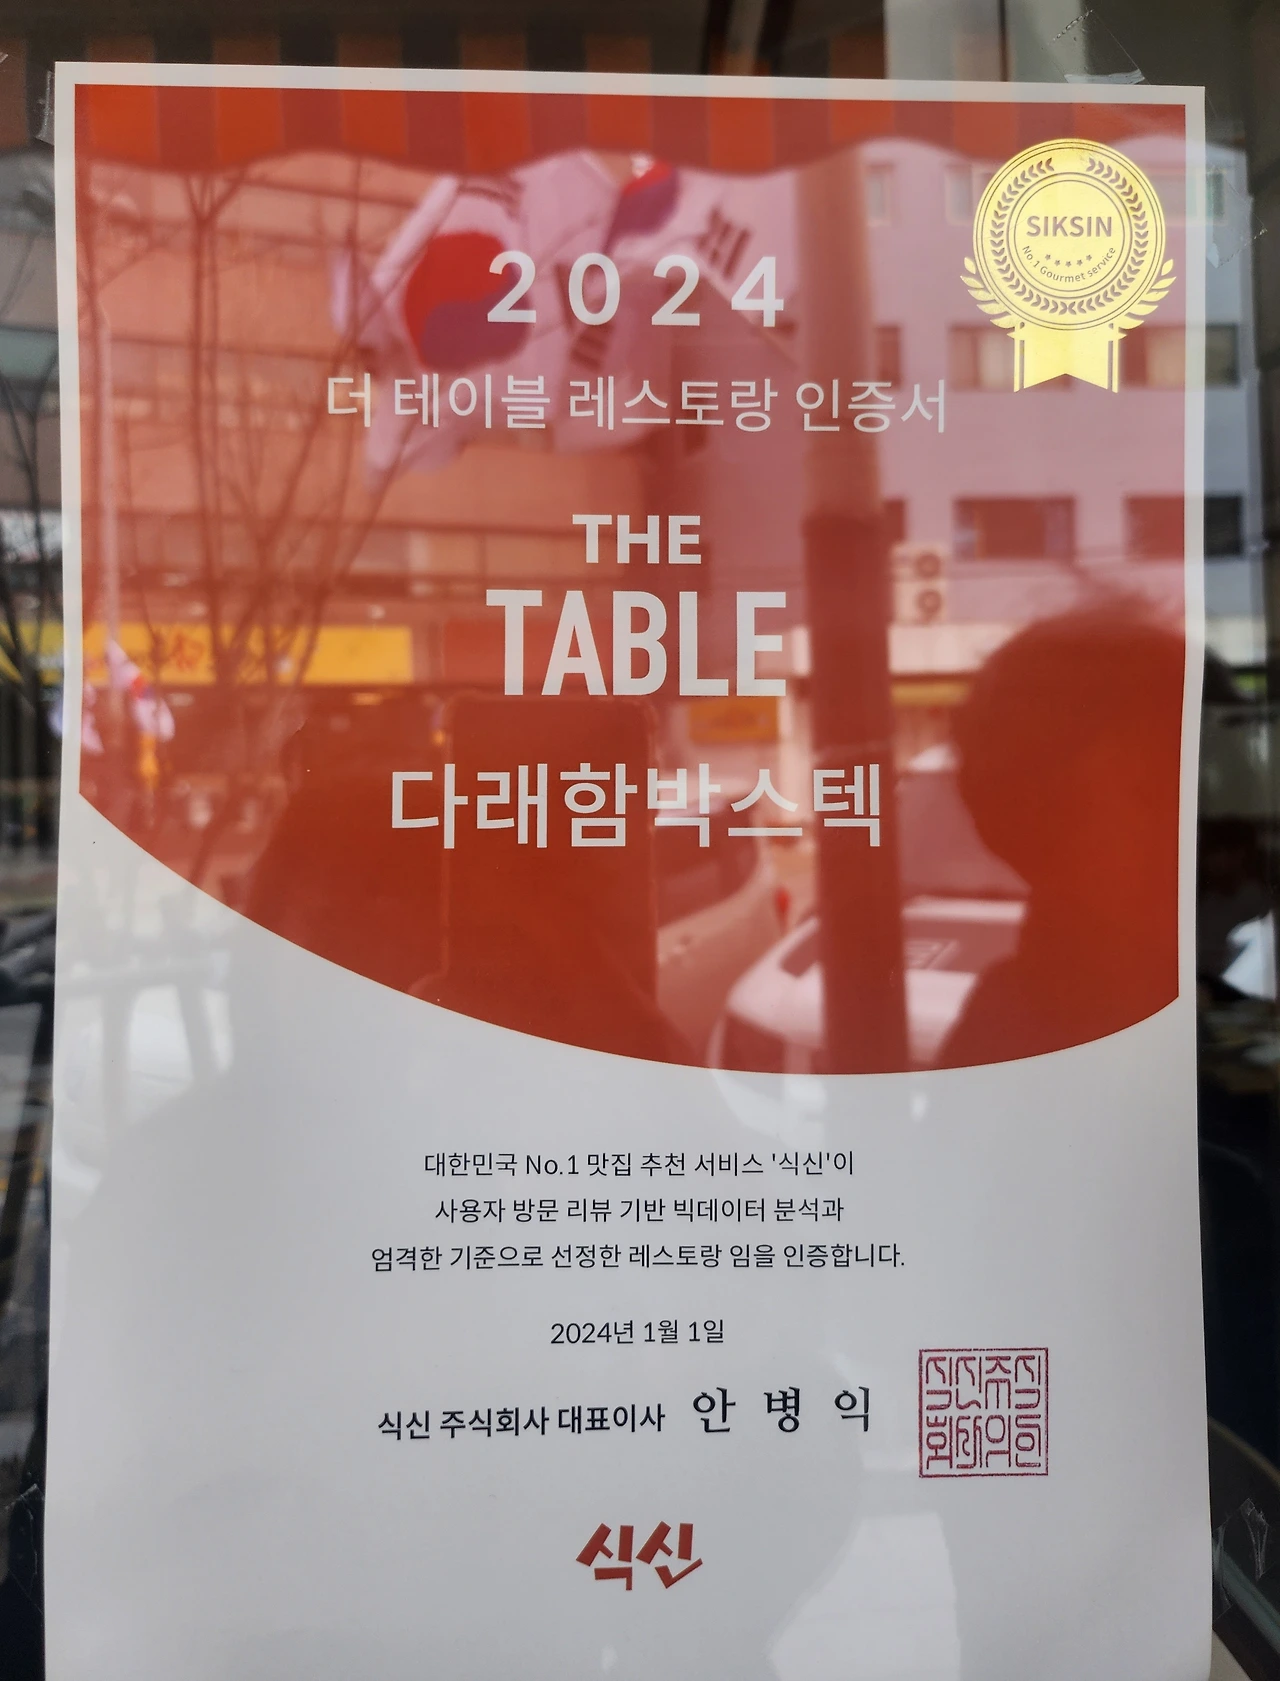 2024
SIKSIN
No.1 Gourmet service
더 테이블 레스토랑 인증서
THE
TABLE
다래함박스텍
대한민국 No.1 맛집 추천 서비스 '식신'이
사용자 방문 리뷰 기반 빅데이터 분석과
엄격한 기준으로 선정한 레스토랑 임을 인증합니다.
2024년 1월 1일
식신 주식회사 대표이사 안 병 익
식신